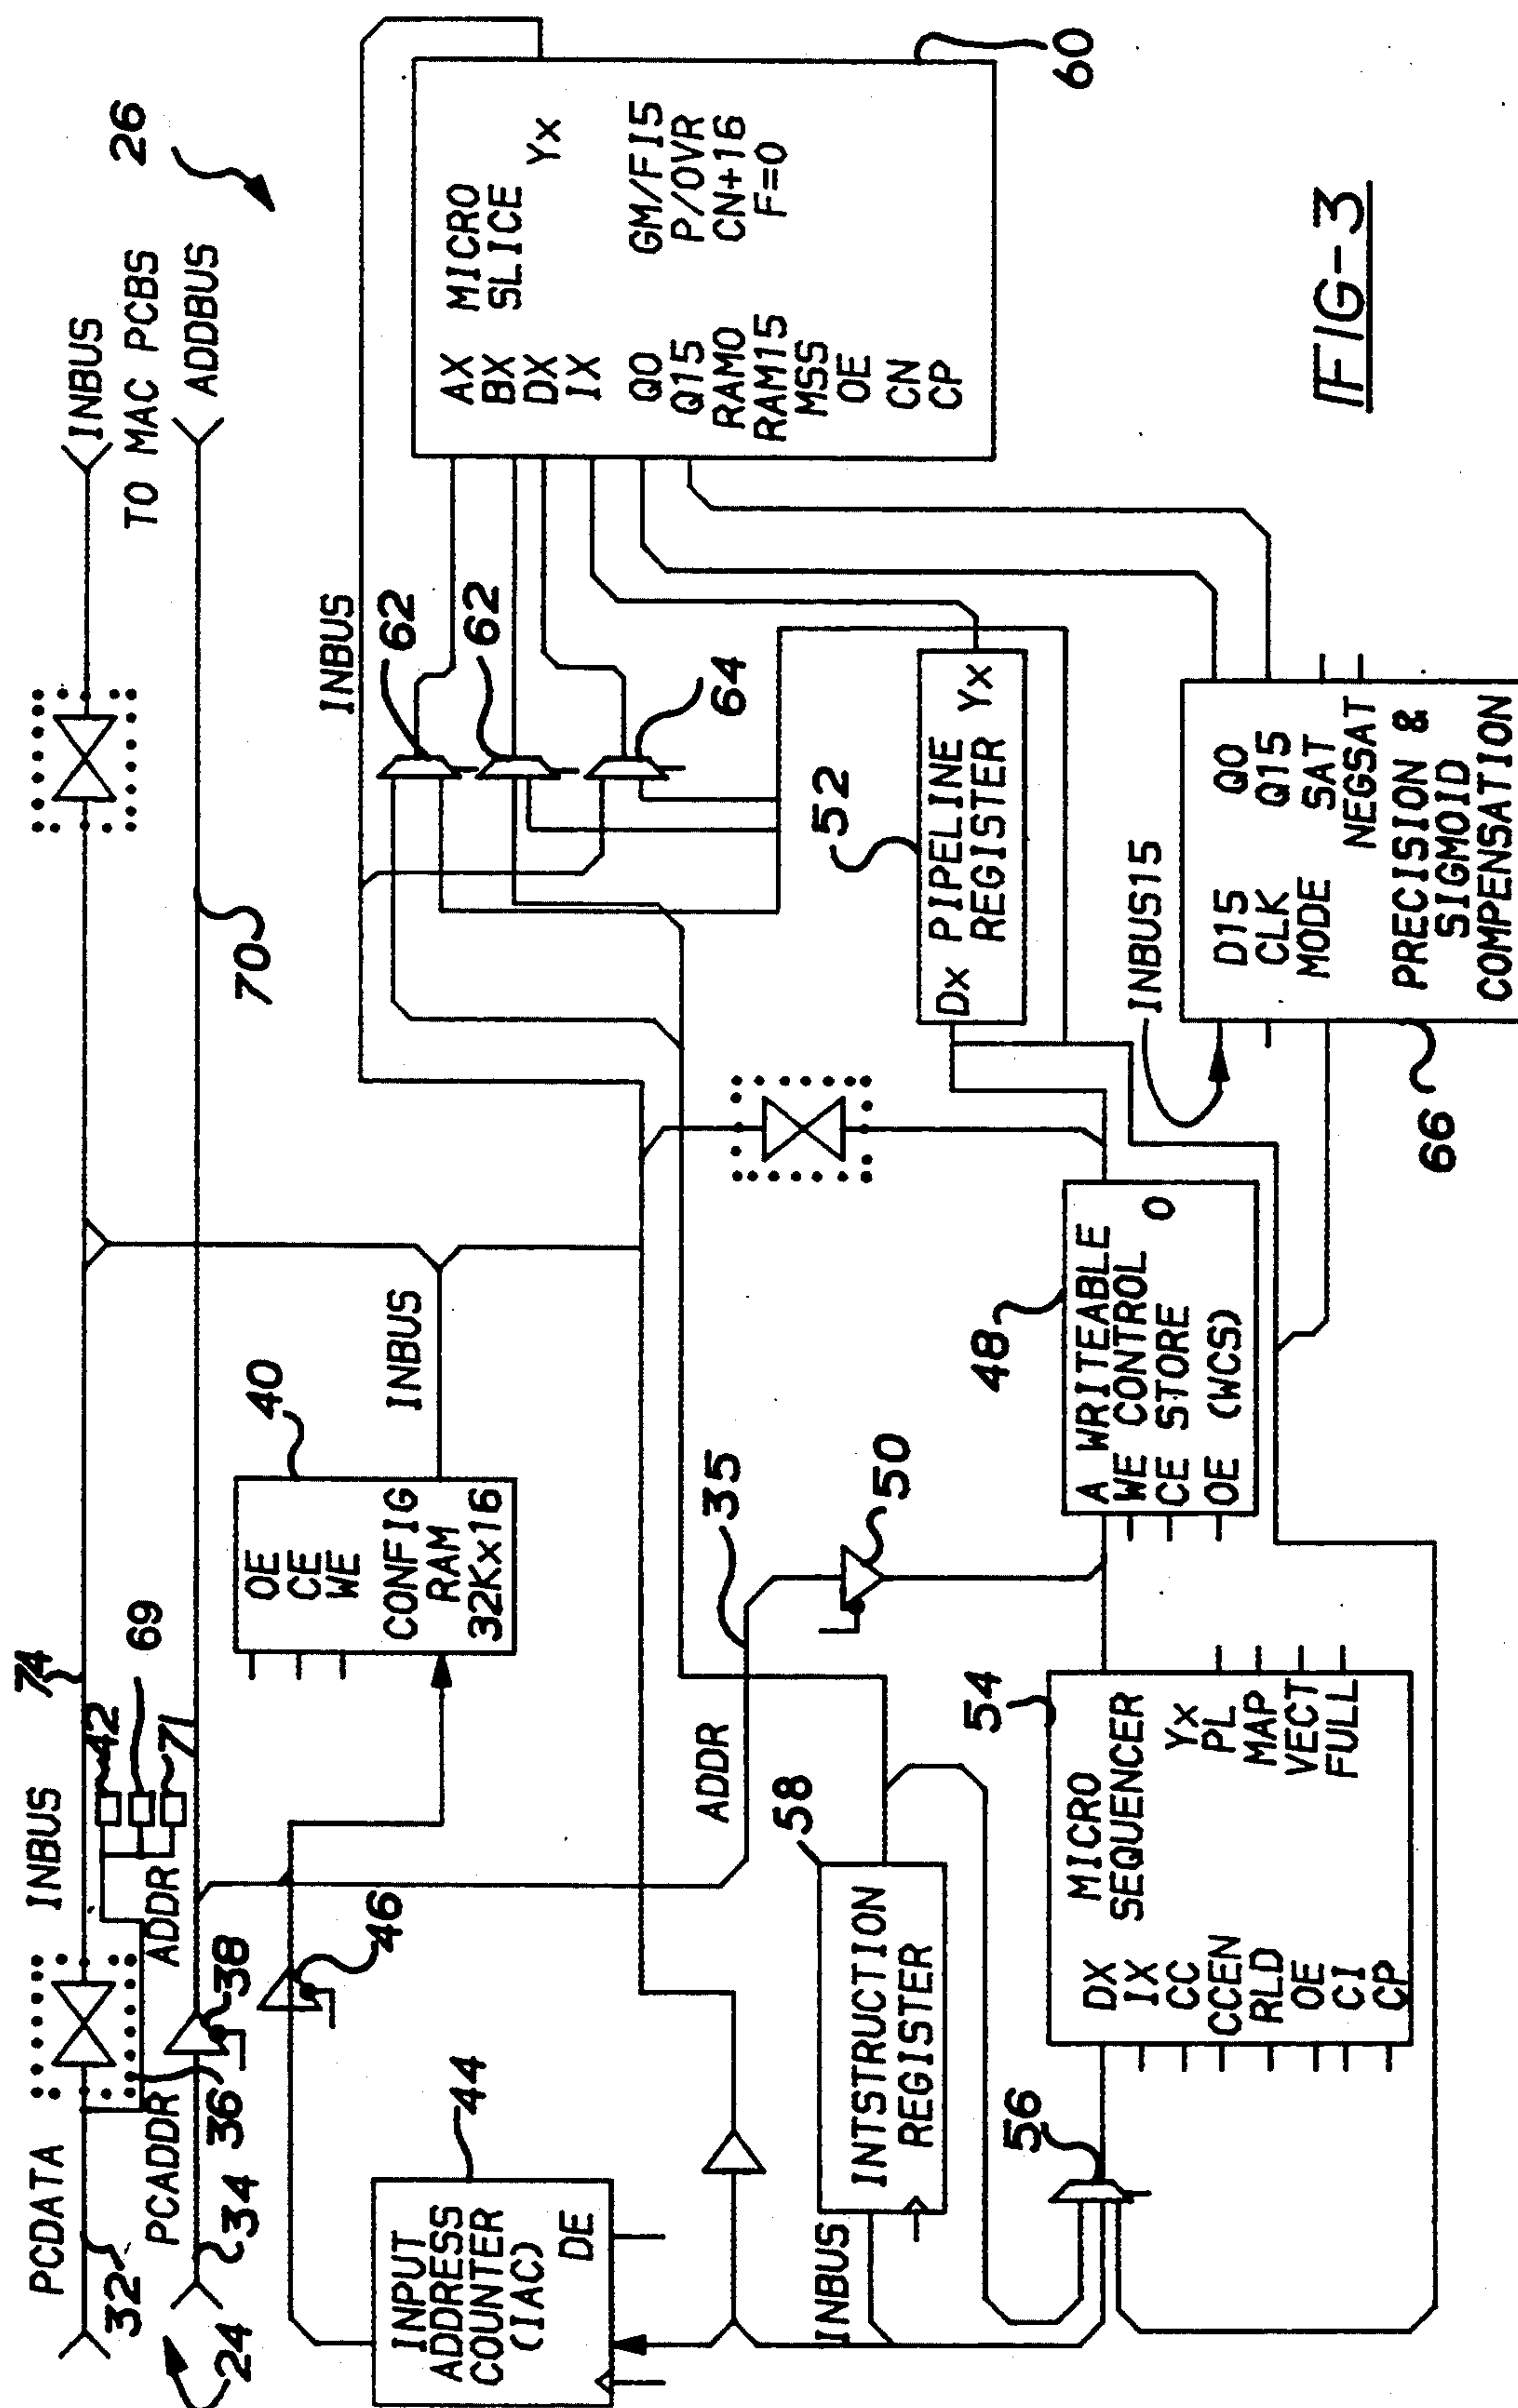 26
PCDATA
INBUS
74
INBUS
TO MAC PCBS
ADDBUS
32
PCADDR
ADDR
42
69
71
34
36
38
24
70
46
40
OE
CE
WE
CONFIG
RAM
32Kx16
INBUS
INBUS
44
INPUT
ADDRESS
COUNTER
(IAC)
DE
62
62
64
AX MICRO
BX SLICE
DX Yx
IX
Q0 GM/F15
Q15 P/OVR
RAM0 CN+16
RAM15 F=0
MSS
OE
CN
CP
60
ADDR
35
50
58
INTSTRUCTION
REGISTER
INBUS
52
Dx PIPELINE
REGISTER Yx
48
A WRITEABLE
WE CONTROL O
CE STORE
OE (WCS)
54
MICRO
SEQUENCER
DX
IX Yx
CC PL
CCEN MAP
RLD VECT
OE FULL
CI
CP
56
INBUS15
D15 Q0
CLK Q15
MODE SAT
NEGSAT
PRECISION &
SIGMOID
COMPENSATION
66
FIG-3